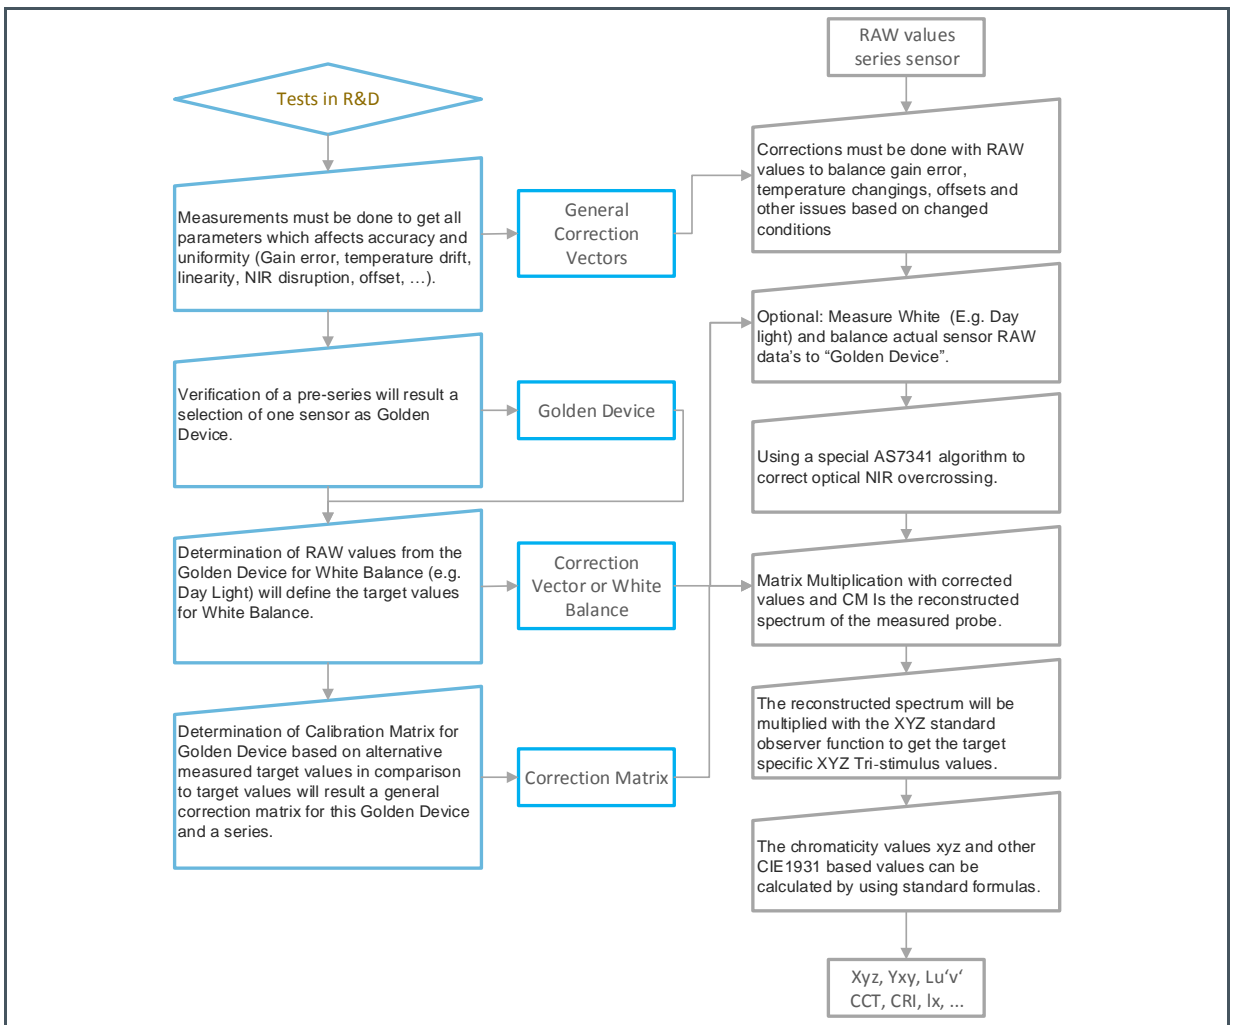 Tests in R&D
Measurements must be done to get all
parameters which affects accuracy and
uniformity (Gain error, temperature drift,
linearity, NIR disruption, offset, …).
General
Correction
Vectors
Verification of a pre-series will result a
selection of one sensor as Golden
Device.
Golden Device
Determination of RAW values from the
Golden Device for White Balance (e.g.
Day Light) will define the target values
for White Balance.
Correction
Vector or White
Balance
Determination of Calibration Matrix for
Golden Device based on alternative
measured target values in comparison
to target values will result a general
correction matrix for this Golden Device
and a series.
Correction Matrix
RAW values
series sensor
Corrections must be done with RAW
values to balance gain error,
temperature changings, offsets and
other issues based on changed
conditions
Optional: Measure White (E.g. Day
light) and balance actual sensor RAW
data's to “Golden Device”.
Using a special AS7341 algorithm to
correct optical NIR overcrossing.
Matrix Multiplication with corrected
values and CM Is the reconstructed
spectrum of the measured probe.
The reconstructed spectrum will be
multiplied with the XYZ standard
observer function to get the target
specific XYZ Tri-stimulus values.
The chromaticity values xyz and other
CIE1931 based values can be
calculated by using standard formulas.
Xyz, Yxy, Lu‘v‘
CCT, CRI, lx, ...